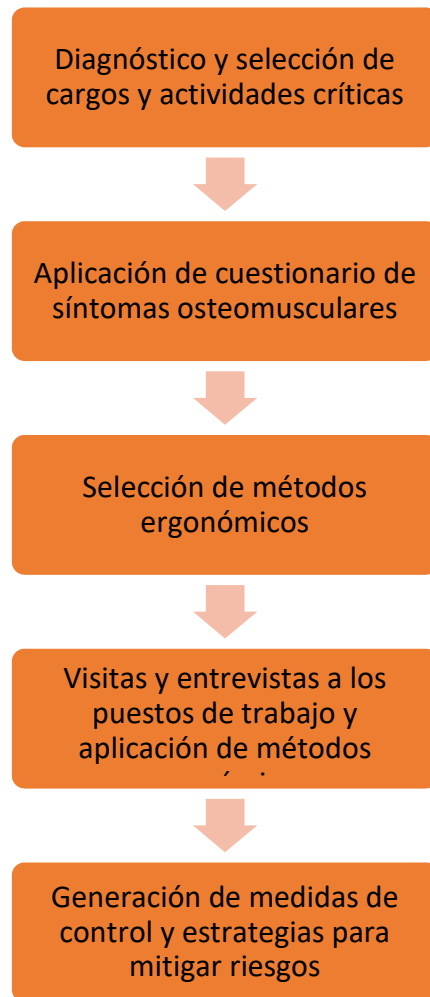 Diagnóstico y selección de
cargos y actividades críticas
Aplicación de cuestionario de
síntomas osteomusculares
Selección de métodos
ergonómicos
Visitas y entrevistas a los
puestos de trabajo y
aplicación de métodos
Generación de medidas de
control y estrategias para
mitigar riesgos